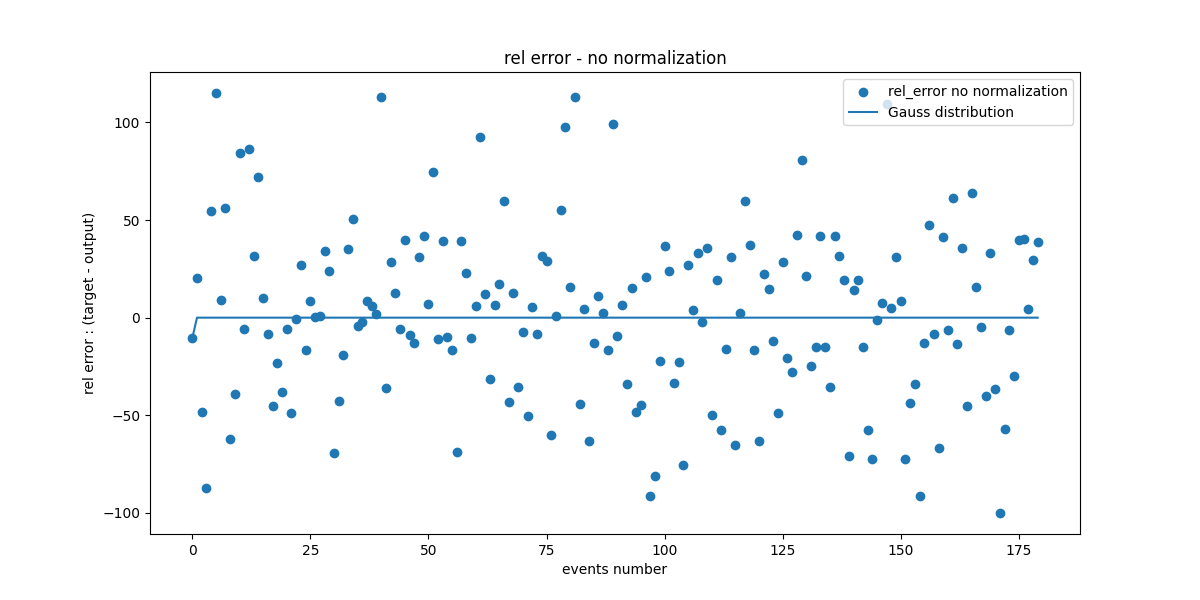 rel error - no normalization
rel_error no normalization
Gauss distribution
100
50
0
−50
−100
rel error : (target - output)
0 25 50 75 100 125 150 175
events number